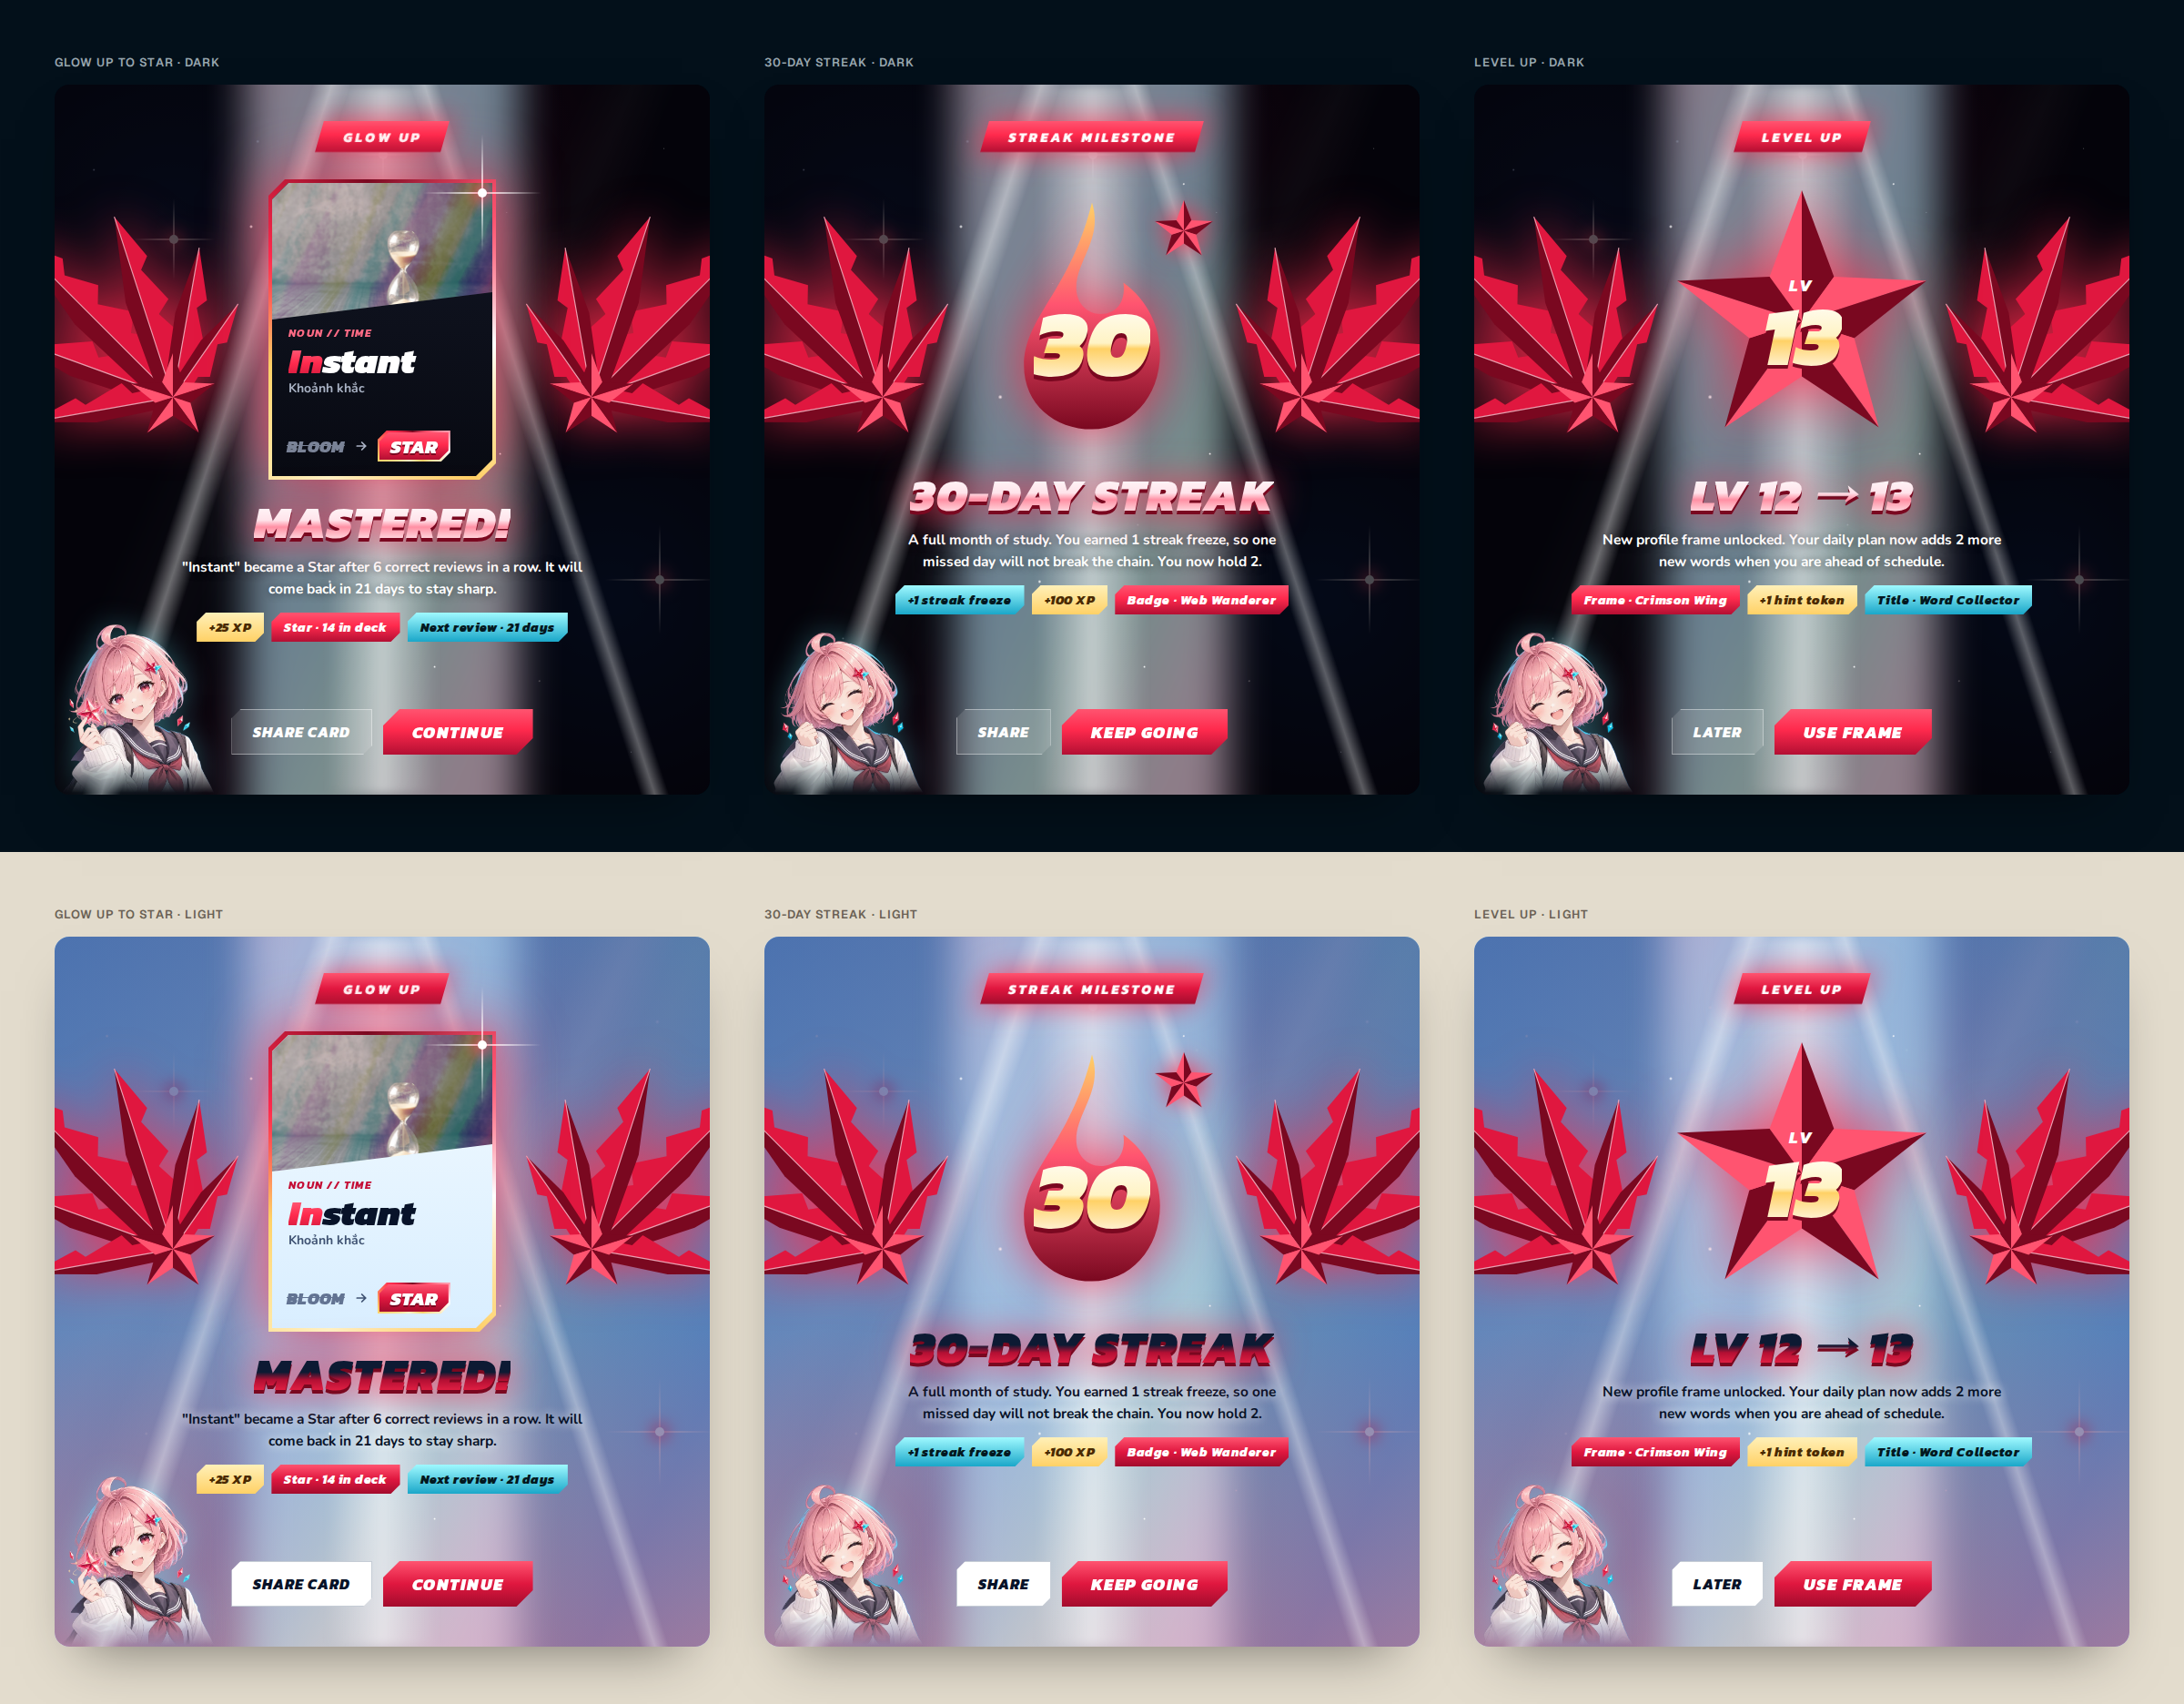 GLOW UP TO STAR · DARK
GLOW UP
NOUN // TIME
Instant
Khoảnh khắc
BLOOM → STAR
MASTERED!
"Instant" became a Star after 6 correct reviews in a row. It will
come back in 21 days to stay sharp.
+25 XP
Star · 14 in deck
Next review · 21 days
SHARE CARD
CONTINUE
30-DAY STREAK · DARK
STREAK MILESTONE
30
30-DAY STREAK
A full month of study. You earned 1 streak freeze, so one
missed day will not break the chain. You now hold 2.
+1 streak freeze
+100 XP
Badge · Web Wanderer
SHARE
KEEP GOING
LEVEL UP · DARK
LEVEL UP
LV
13
LV 12 → 13
New profile frame unlocked. Your daily plan now adds 2 more
new words when you are ahead of schedule.
Frame · Crimson Wing
+1 hint token
Title · Word Collector
LATER
USE FRAME
GLOW UP TO STAR · LIGHT
GLOW UP
NOUN // TIME
Instant
Khoảnh khắc
BLOOM → STAR
MASTERED!
"Instant" became a Star after 6 correct reviews in a row. It will
come back in 21 days to stay sharp.
+25 XP
Star · 14 in deck
Next review · 21 days
SHARE CARD
CONTINUE
30-DAY STREAK · LIGHT
STREAK MILESTONE
30
30-DAY STREAK
A full month of study. You earned 1 streak freeze, so one
missed day will not break the chain. You now hold 2.
+1 streak freeze
+100 XP
Badge · Web Wanderer
SHARE
KEEP GOING
LEVEL UP · LIGHT
LEVEL UP
LV
13
LV 12 → 13
New profile frame unlocked. Your daily plan now adds 2 more
new words when you are ahead of schedule.
Frame · Crimson Wing
+1 hint token
Title · Word Collector
LATER
USE FRAME